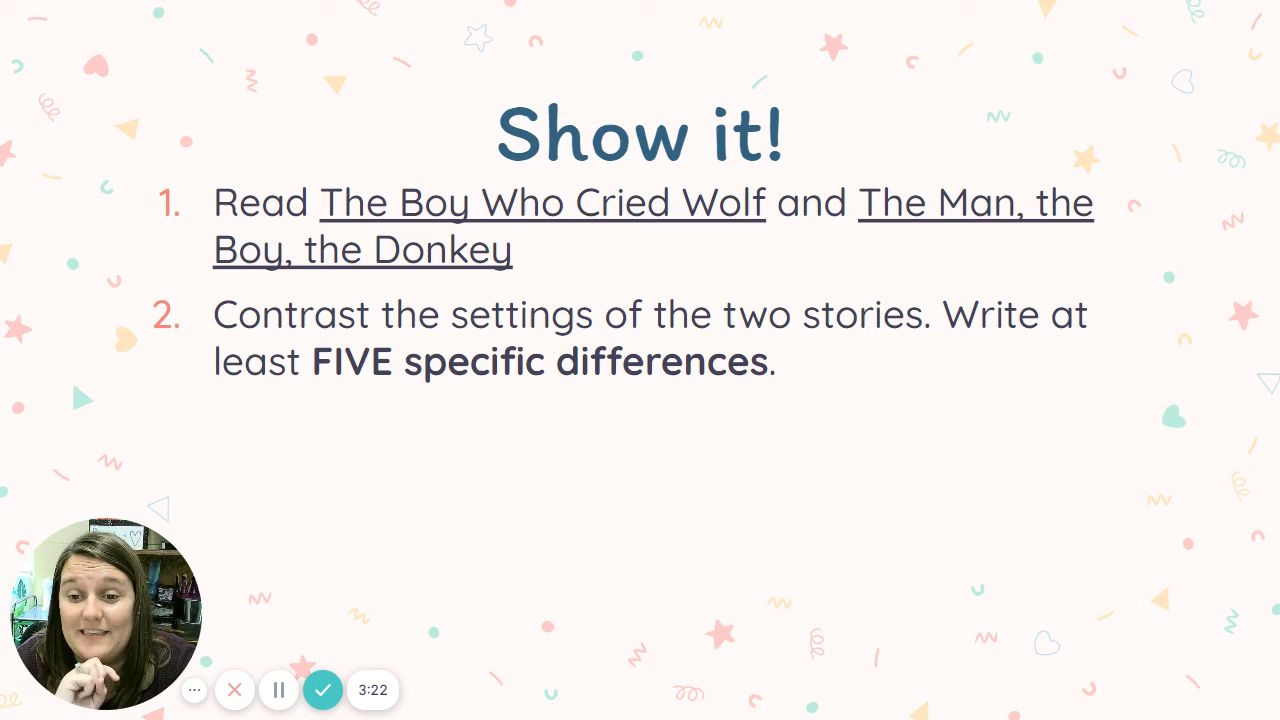 Show it!
1. Read The Boy Who Cried Wolf and The Man, the
Boy, the Donkey
2. Contrast the settings of the two stories. Write at
least FIVE specific differences.
3:22